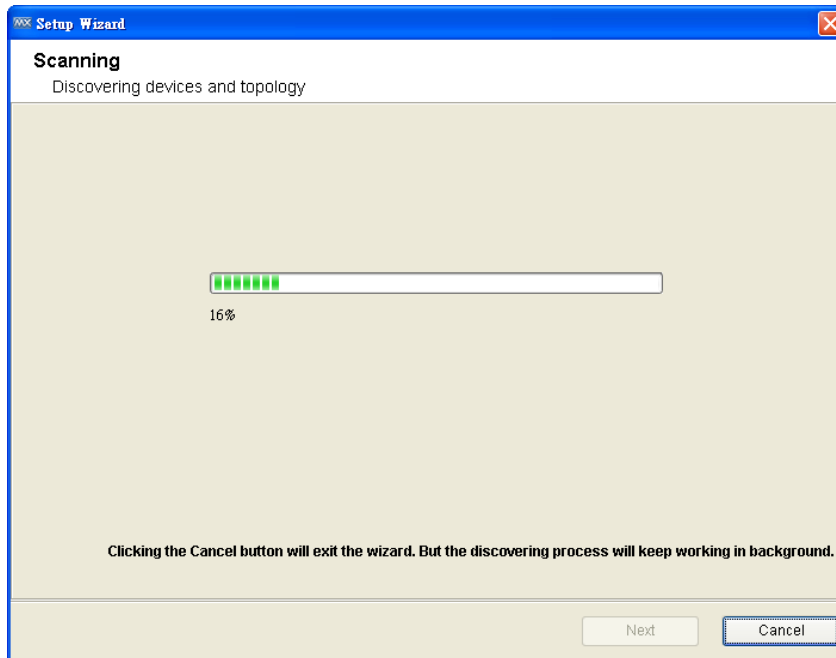 MX Setup Wizard
Scanning
Discovering devices and topology
16%
Clicking the Cancel button will exit the wizard. But the discovering process will keep working in background.
Next Cancel